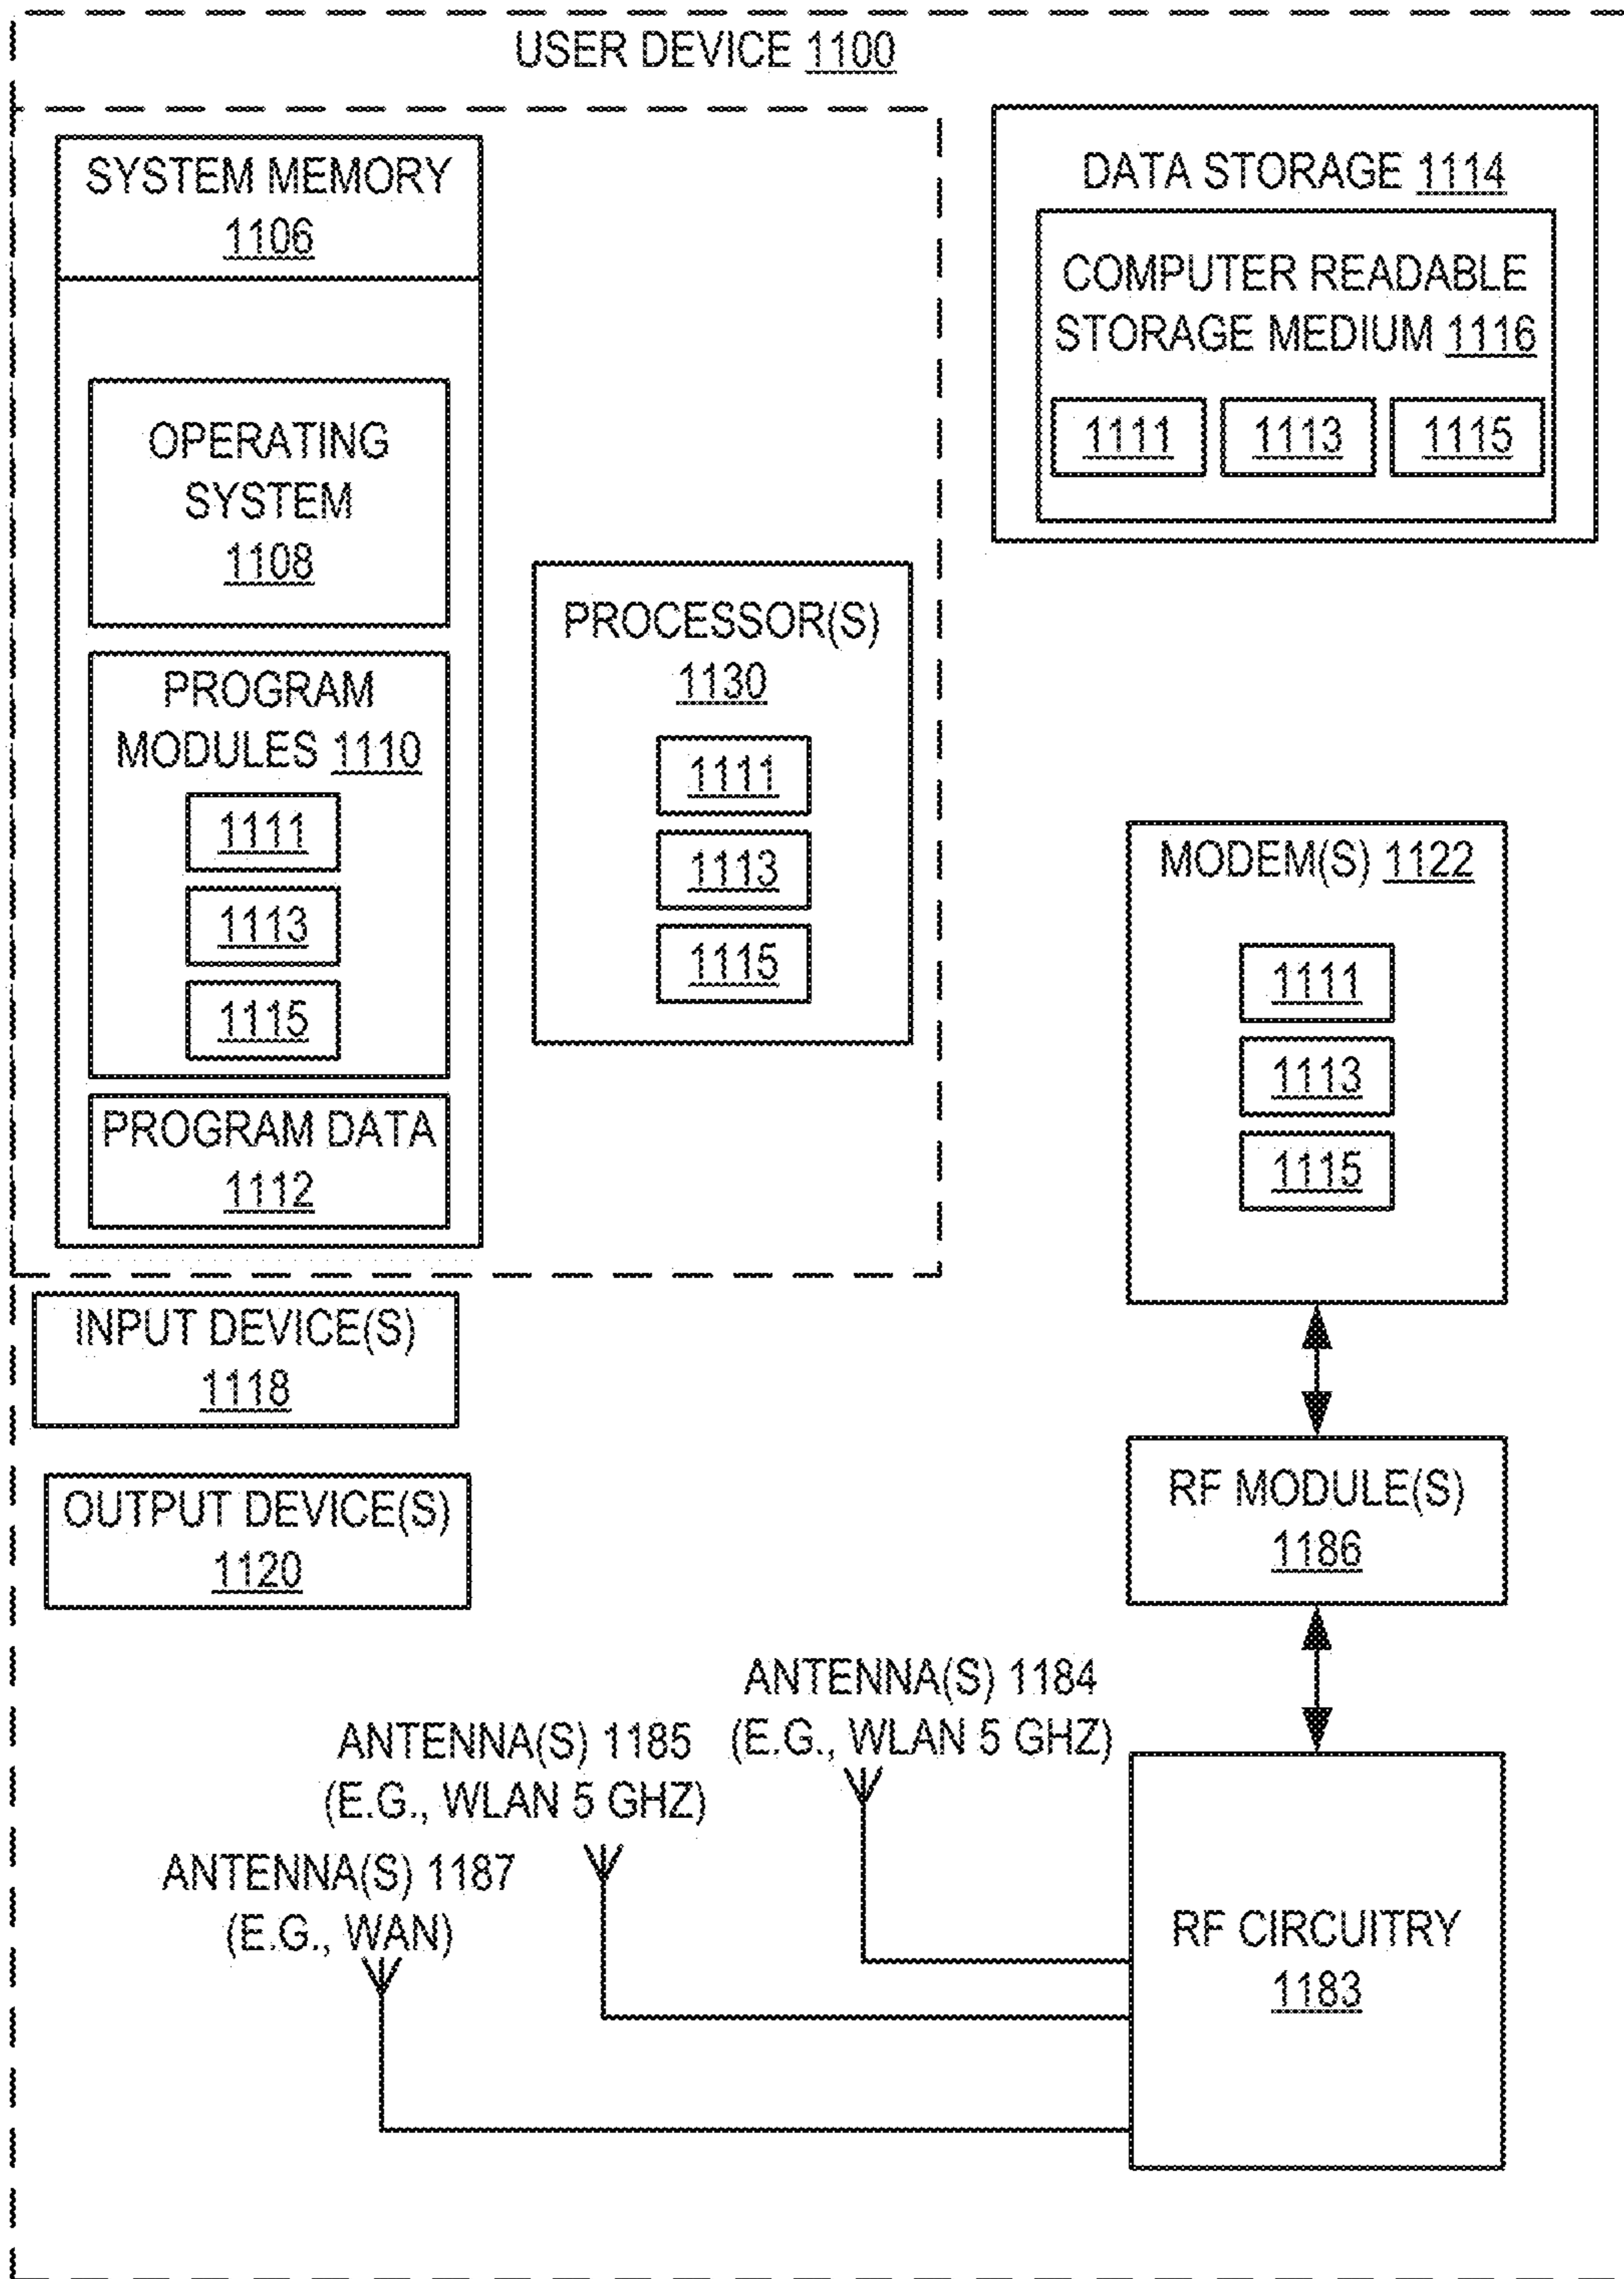 USER DEVICE 1100
SYSTEM MEMORY
1106
OPERATING
SYSTEM
1108
PROGRAM
MODULES 1110
1111
1113
1115
PROGRAM DATA
1112
PROCESSOR(S)
1130
1111
1113
1115
DATA STORAGE 1114
COMPUTER READABLE
STORAGE MEDIUM 1116
1111 1113 1115
MODEM(S) 1122
1111
1113
1115
INPUT DEVICE(S)
1118
OUTPUT DEVICE(S)
1120
RF MODULE(S)
1186
ANTENNA(S) 1184
(E.G., WLAN 5 GHZ)
ANTENNA(S) 1185
(E.G., WLAN 5 GHZ)
ANTENNA(S) 1187
(E.G., WAN)
RF CIRCUITRY
1183